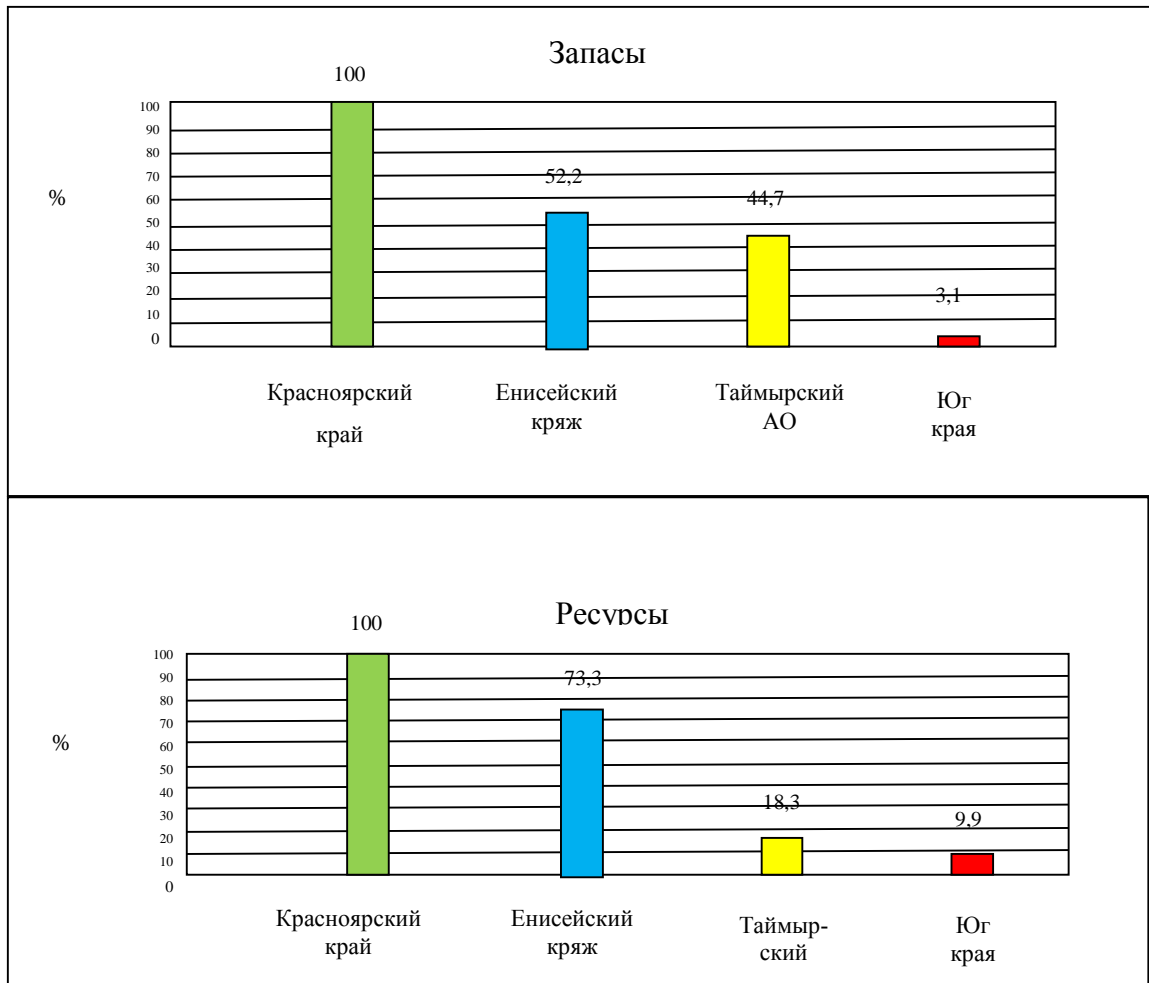 Запасы
100
52,2
44,7
3,1
%
100
90
80
70
60
50
40
30
20
10
0
Красноярский
край
Енисейский
кряж
Таймырский
АО
Юг
края
Ресурсы
100
73,3
18,3
9,9
%
100
90
80
70
60
50
40
30
20
10
0
Красноярский
край
Енисейский
кряж
Таймыр-
ский
Юг
края